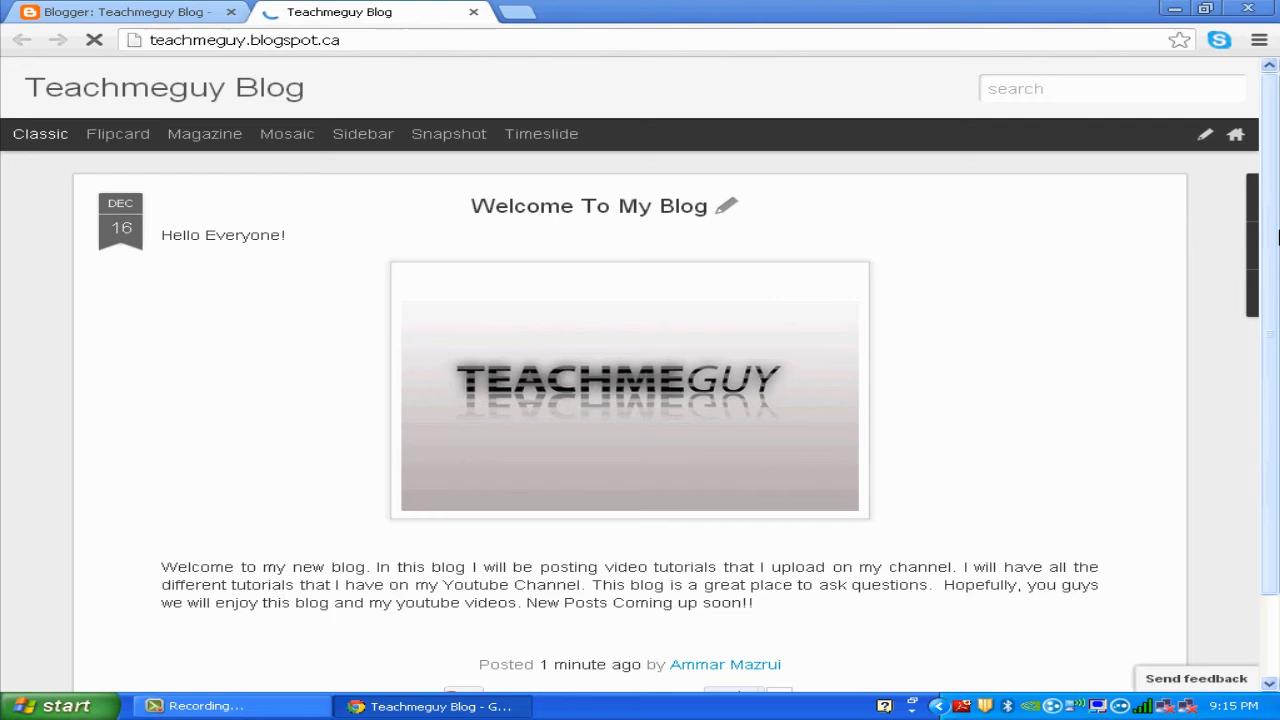 Blogger: Teachmeguy Blog -
Teachmeguy Blog
teachmeguy.blogspot.ca
Teachmeguy Blog
search
Classic Flipcard Magazine Mosaic Sidebar Snapshot Timeslide
DEC
16
Welcome To My Blog
Hello Everyone!
TEACHMEGUY
Welcome to my new blog. In this blog I will be posting video tutorials that I upload on my channel. I will have all the
different tutorials that I have on my Youtube Channel. This blog is a great place to ask questions. Hopefully, you guys
we will enjoy this blog and my youtube videos. New Posts Coming up soon!!
Posted 1 minute ago by Ammar Mazrui
Send feedback
start
Recording...
Teachmeguy Blog - G...
9:15 PM